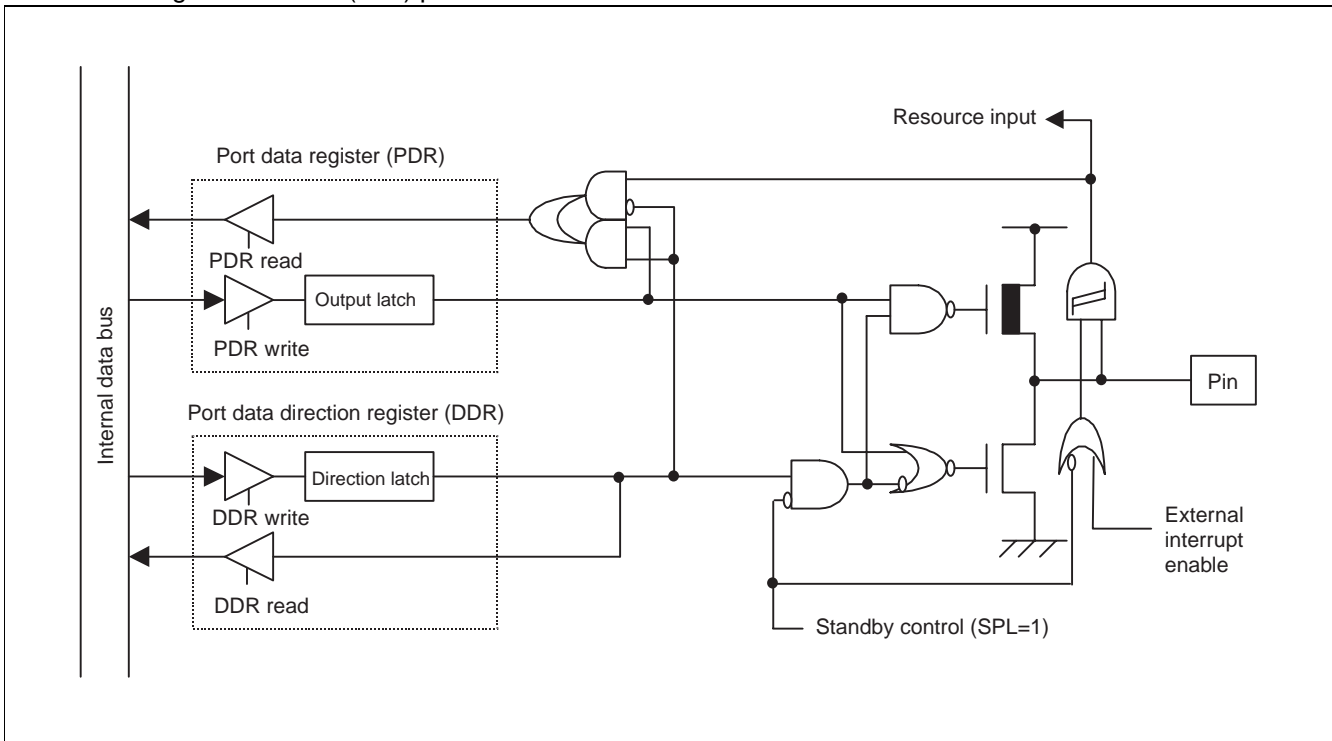 Resource input
Port data register (PDR)
PDR read
Output latch
PDR write
Internal data bus
Pin
Port data direction register (DDR)
Direction latch
DDR write
External
interrupt
enable
DDR read
Standby control (SPL=1)